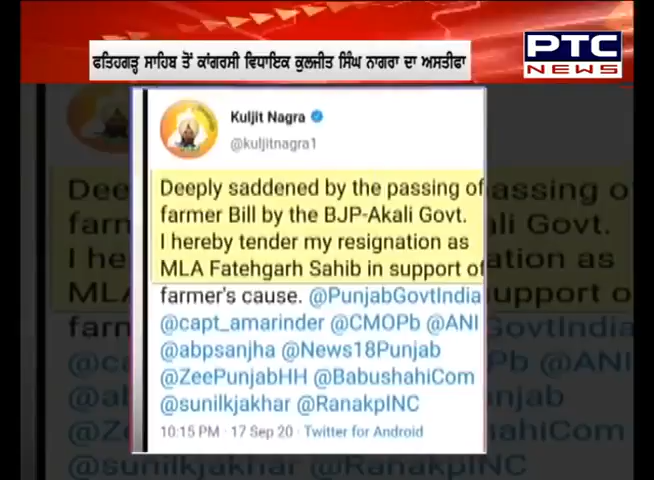 ਫਤਿਹਗੜ੍ਹ ਸਾਹਿਬ ਤੋਂ ਕਾਂਗਰਸੀ ਵਿਧਾਇਕ ਕੁਲਜੀਤ ਸਿੰਘ ਨਾਗਰਾ ਦਾ ਅਸਤੀਫਾ
PTC
NEWS
Kuljit Nagra
@kuljitnagra1
Deeply saddened by the passing of
farmer Bill by the BJP-Akali Govt.
I hereby tender my resignation as
MLA Fatehgarh Sahib in support of
farmer's cause. @PunjabGovtIndia
@capt_amarinder @CMOPb @ANI
@abpsanjha @News18Punjab
@ZeePunjabHH @BabushahiCom
@sunilkjakhar @RanakpINC
10:15 PM · 17 Sep 20 · Twitter for Android